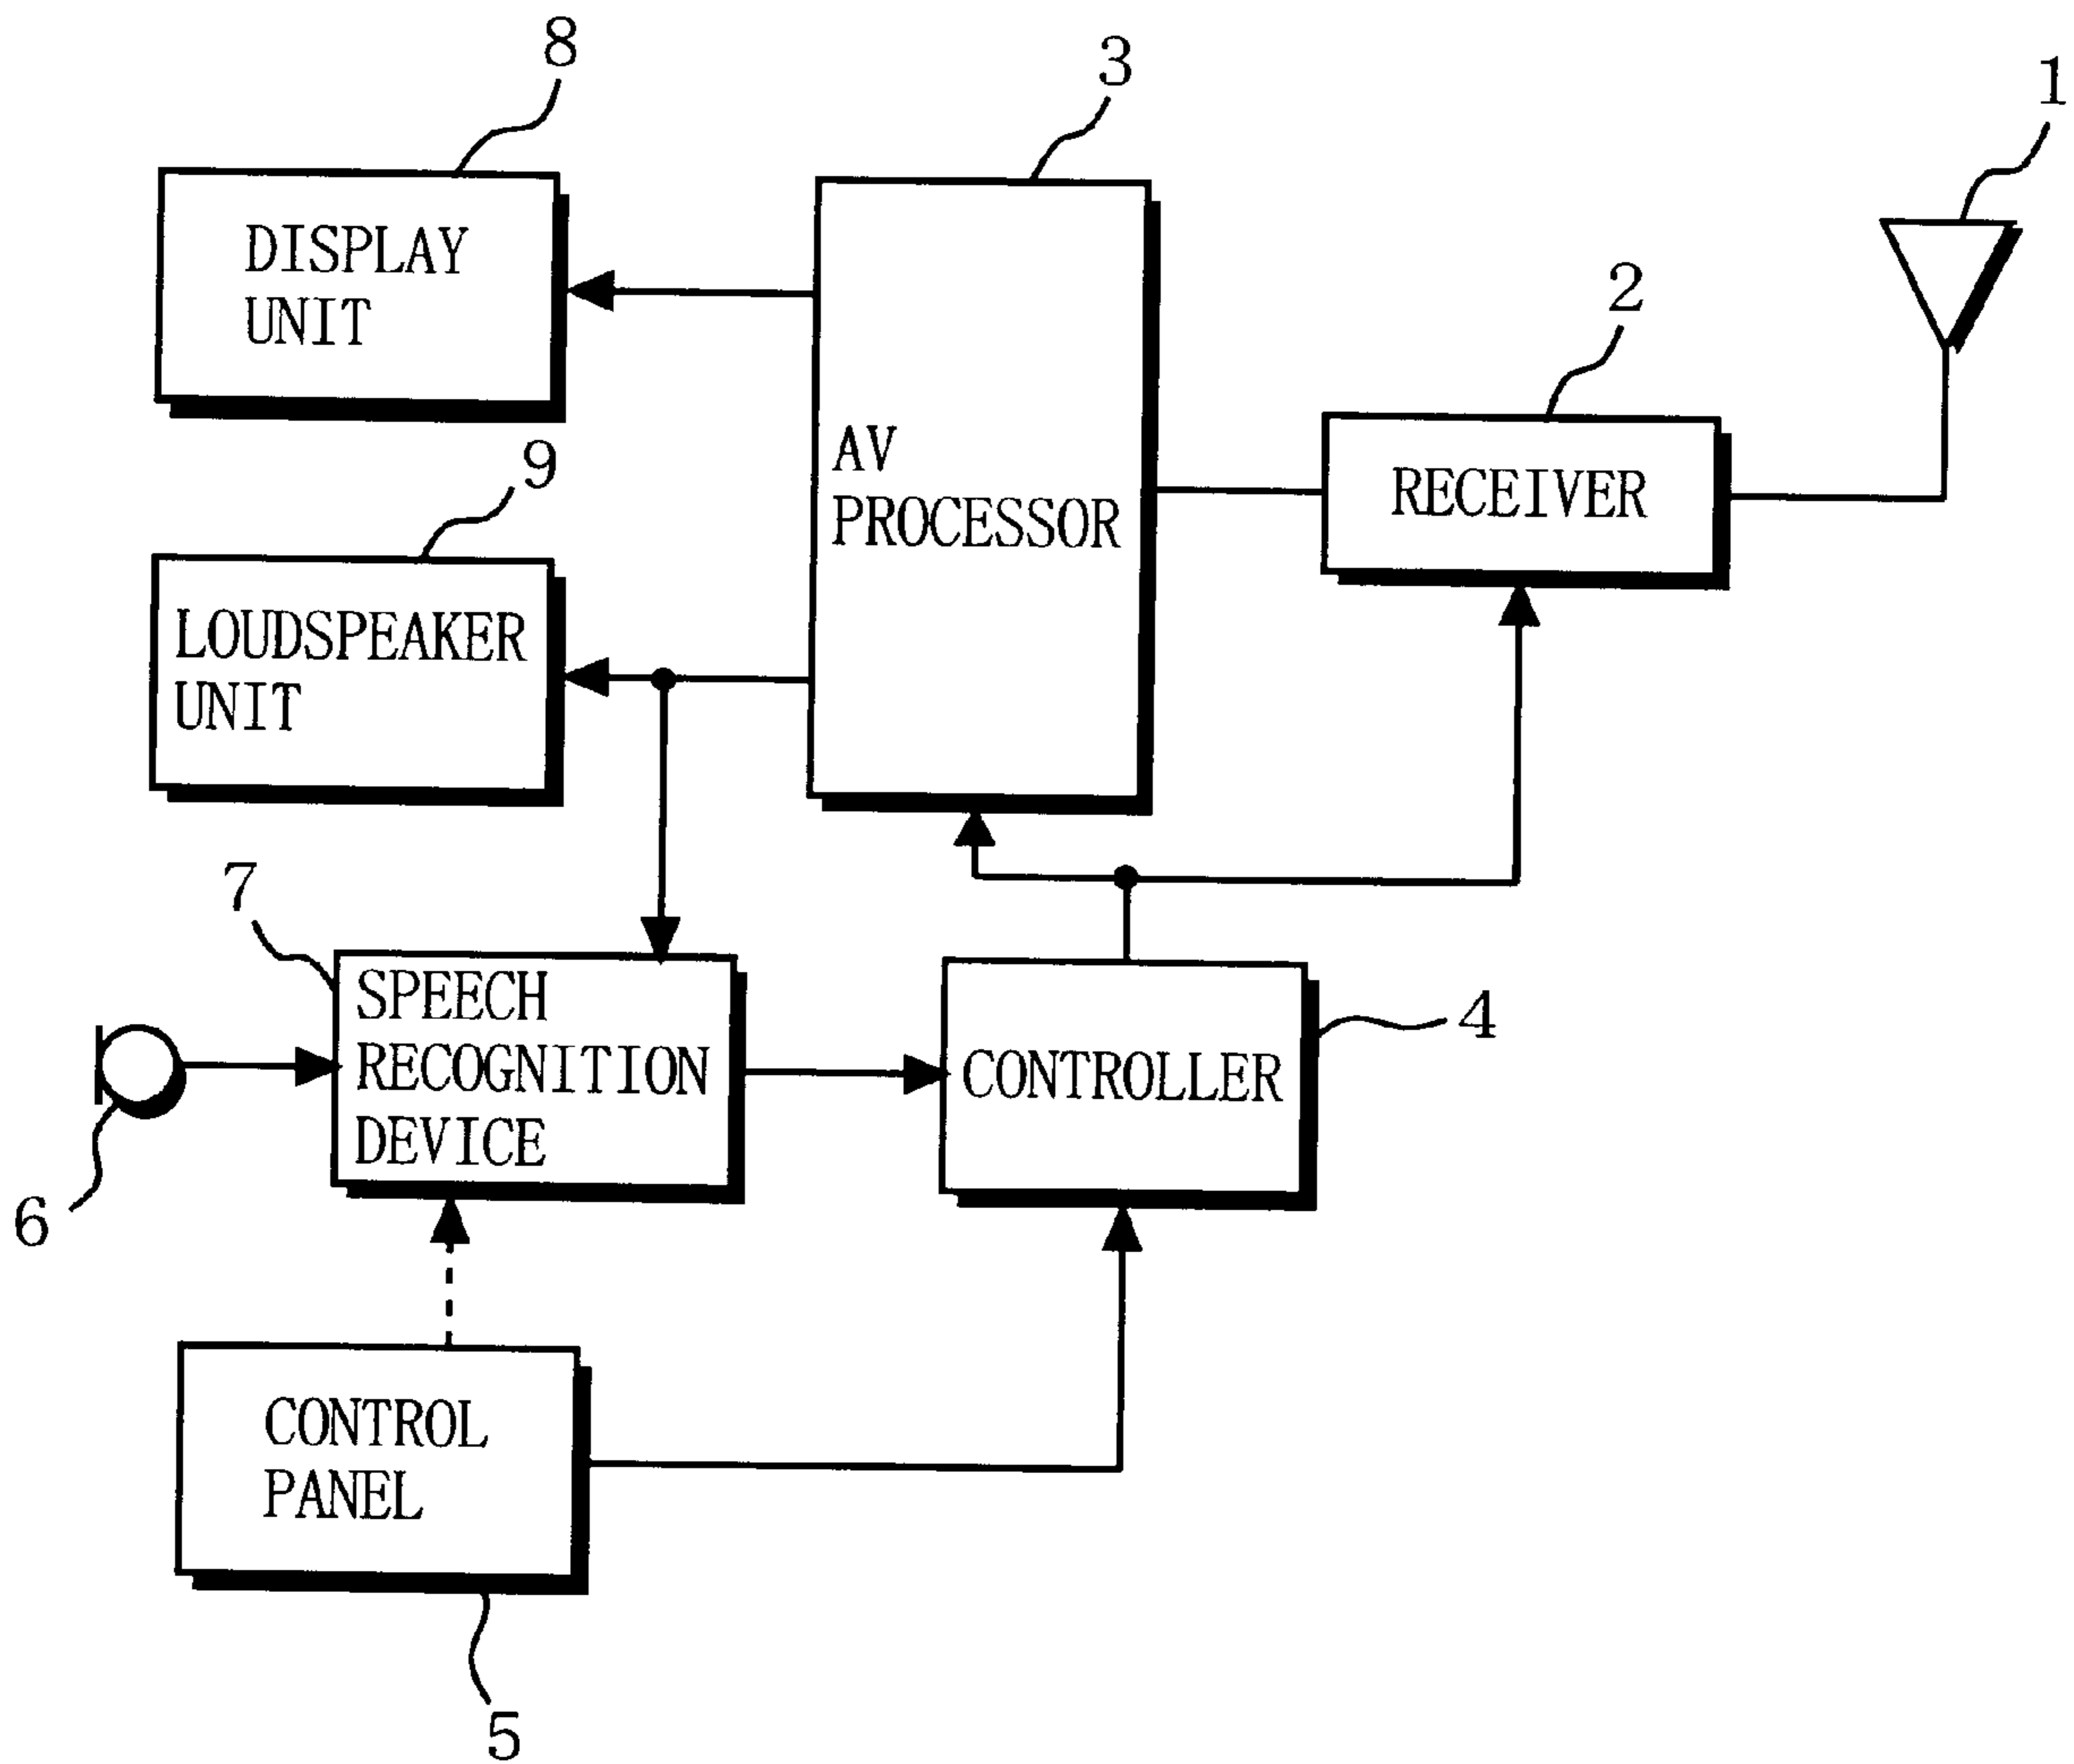 8
3
1
DISPLAY
UNIT
2
AV
PROCESSOR
RECEIVER
9
LOUDSPEAKER
UNIT
7
SPEECH
RECOGNITION
DEVICE
CONTROLLER
4
6
CONTROL
PANEL
5